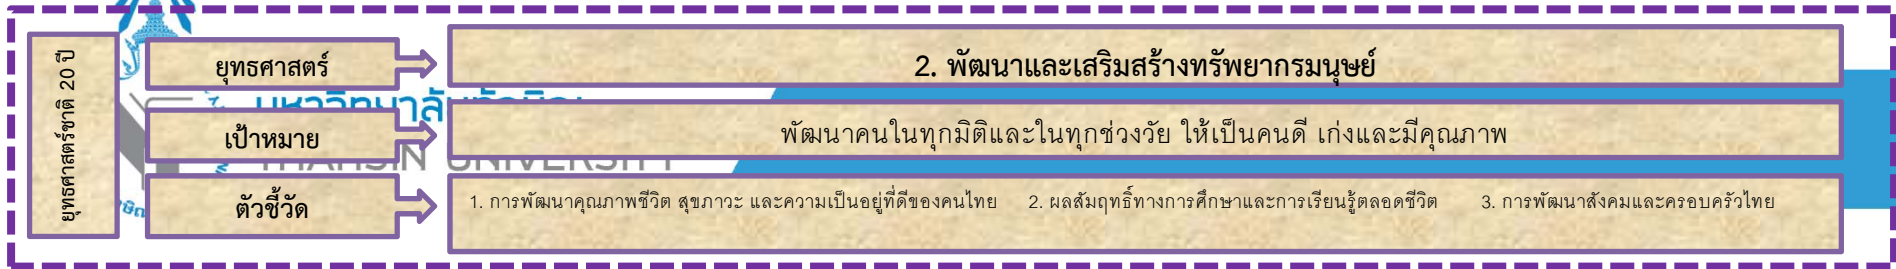 ยุทธศาสตร์ชาติ 20 ปี
ยุทธศาสตร์
2. พัฒนาและเสริมสร้างทรัพยากรมนุษย์
เป้าหมาย
พัฒนาคนในทุกมิติและในทุกช่วงวัย ให้เป็นคนดี เก่งและมีคุณภาพ
ตัวชี้วัด
1. การพัฒนาคุณภาพชีวิต สุขภาวะ และความเป็นอยู่ที่ดีของคนไทย 2. ผลสัมฤทธิ์ทางการศึกษาและการเรียนรู้ตลอดชีวิต 3. การพัฒนาสังคมและครอบครัวไทย